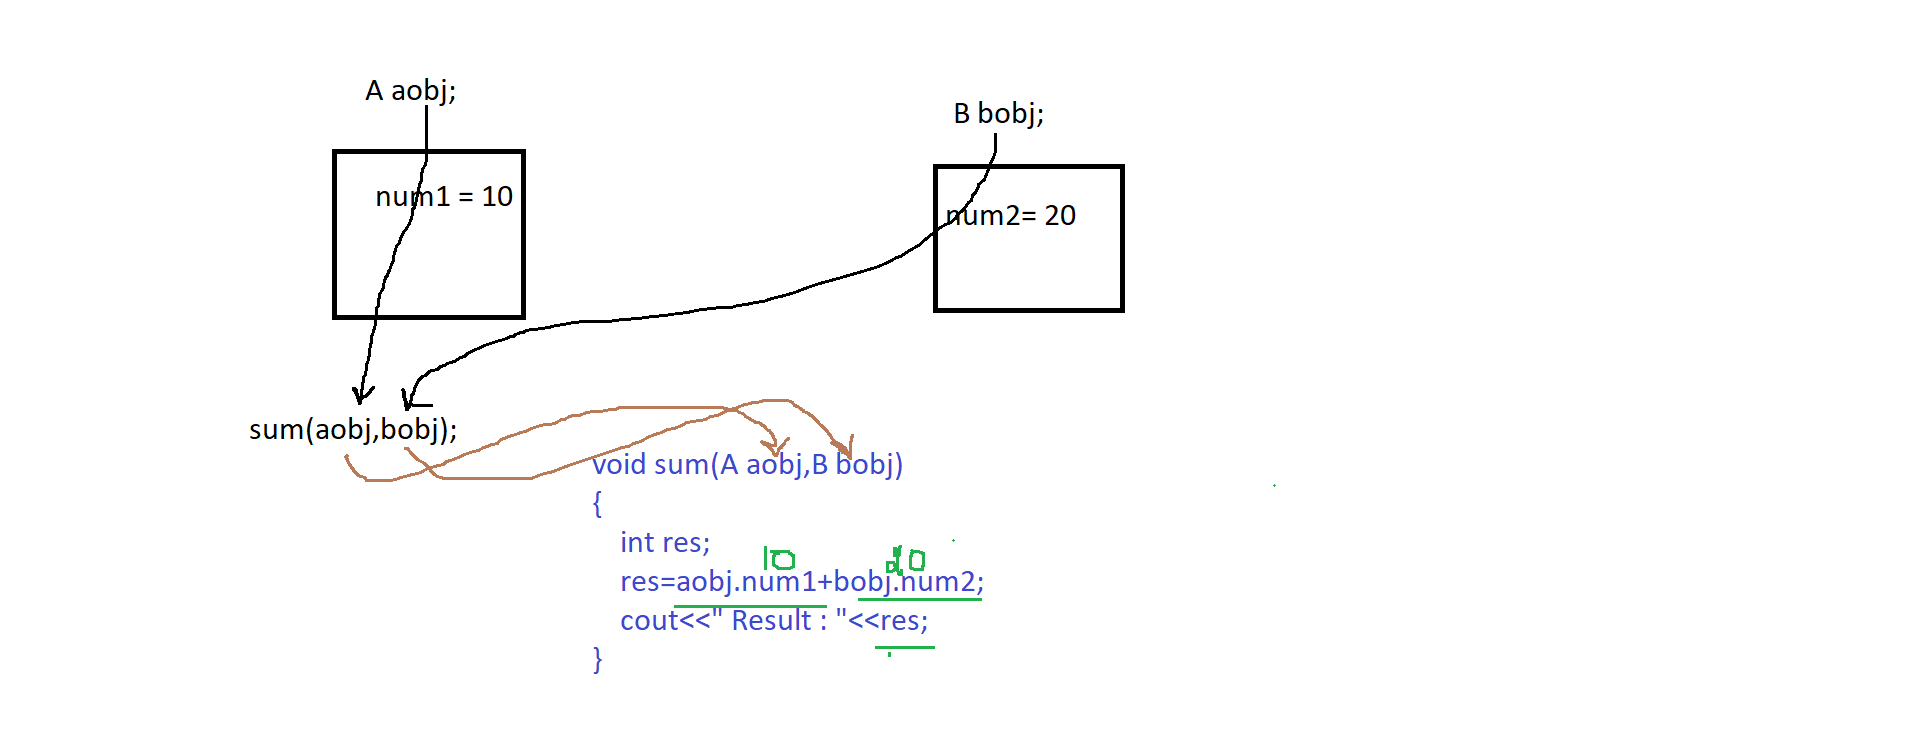 A aobj;
B bobj;
num1 = 10
num2= 20
sum(aobj,bobj);
void sum(A aobj,B bobj)
{
int res;
10 20
res=aobj.num1+bobj.num2;
cout<<" Result : "<<res;
}